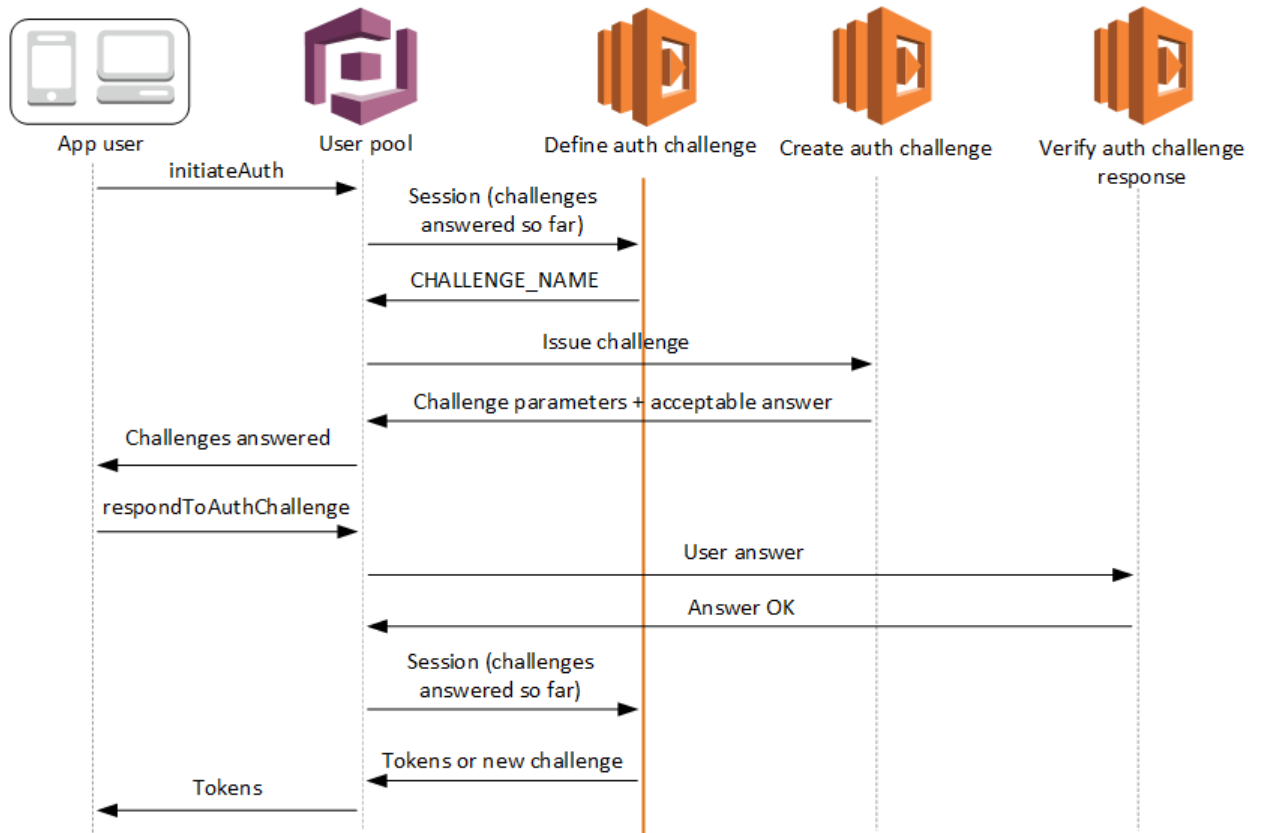 App user
User pool
Define auth challenge
Create auth challenge
Verify auth challenge
response
initiateAuth
Session (challenges
answered so far)
CHALLENGE_NAME
Issue challenge
Challenge parameters + acceptable answer
Challenges answered
respondToAuthChallenge
User answer
Answer OK
Session (challenges
answered so far)
Tokens or new challenge
Tokens